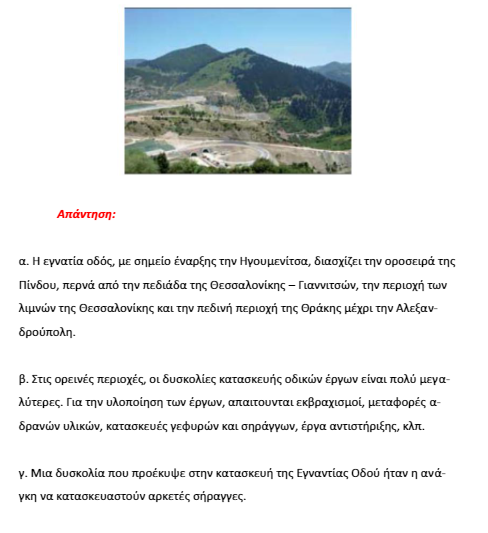 Απάντηση:
α. Η εγνατία οδός, με σημείο έναρξης την Ηγουμενίτσα, διασχίζει την οροσειρά της
Πίνδου, περνά από την πεδιάδα της Θεσσαλονίκης – Γιαννιτσών, την περιοχή των
λιμνών της Θεσσαλονίκης και την πεδινή περιοχή της Θράκης μέχρι την Αλεξαν-
δρούπολη.
β. Στις ορεινές περιοχές, οι δυσκολίες κατασκευής οδικών έργων είναι πολύ μεγα-
λύτερες. Για την υλοποίηση των έργων, απαιτουνται εκβραχισμοί, μεταφορές α-
δρανών υλικών, κατασκευές γεφυρών και σηράγγων, έργα αντιστήριξης, κλπ.
γ. Μια δυσκολία που προέκυψε στην κατασκευή της Εγναντίας Οδού ήταν η ανά-
γκη να κατασκευαστούν αρκετές σήραγγες.